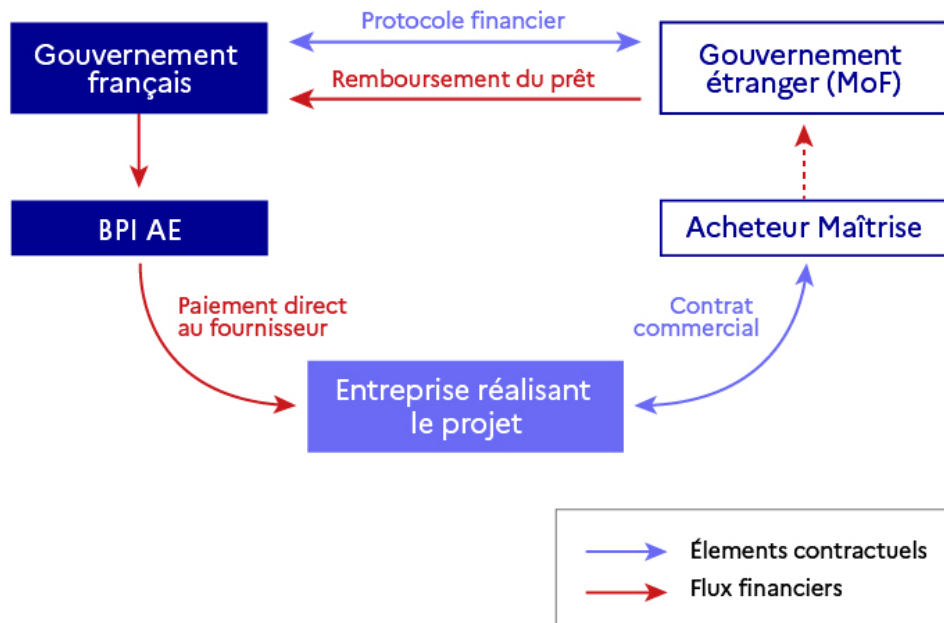 Protocole financier
Gouvernement
français
Gouvernement
étranger (MoF)
Remboursement du prêt
BPI AE
Acheteur Maîtrise
Paiement direct
au fournisseur
Contrat
commercial
Entreprise réalisant
le projet
Élements contractuels
Flux financiers